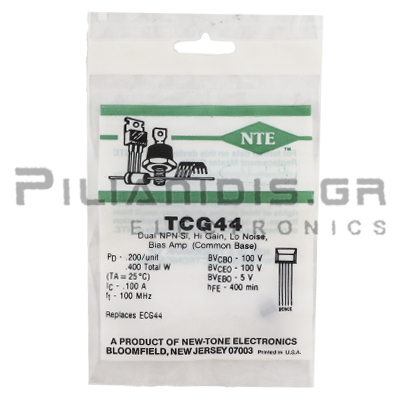 NTE
TM
PILIANIDIS.GR
ELECTRONICS
TCG44
Dual NPN-Si, Hi Gain, Lo Noise,
Bias Amp (Common Base)
PD - .200/unit
.400 Total W
(TA = 25°C)
IC - .100 A
fT - 100 MHz
BVCBO - 100 V
BVCEO - 100 V
BVEBO - 5 V
hFE - 400 min
Replaces ECG44
A PRODUCT OF NEW-TONE ELECTRONICS
BLOOMFIELD, NEW JERSEY 07003 Printed in U.S.A.